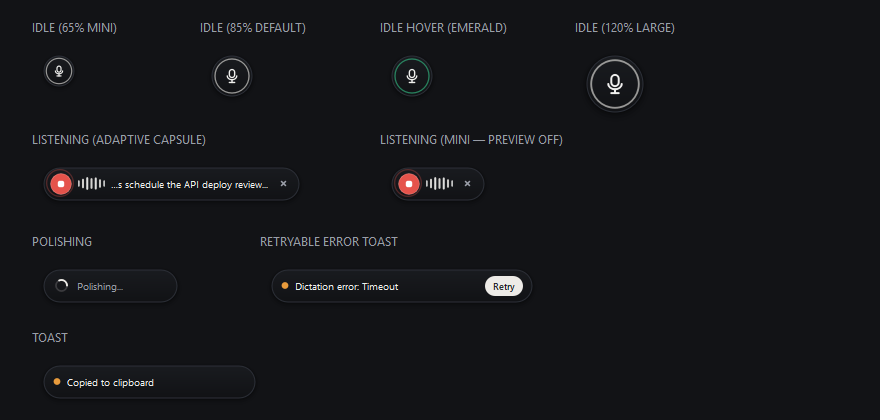 IDLE (65% MINI)
IDLE (85% DEFAULT)
IDLE HOVER (EMERALD)
IDLE (120% LARGE)
LISTENING (ADAPTIVE CAPSULE)
LISTENING (MINI — PREVIEW OFF)
...s schedule the API deploy review...
POLISHING
RETRYABLE ERROR TOAST
Polishing...
Dictation error: Timeout
Retry
TOAST
Copied to clipboard